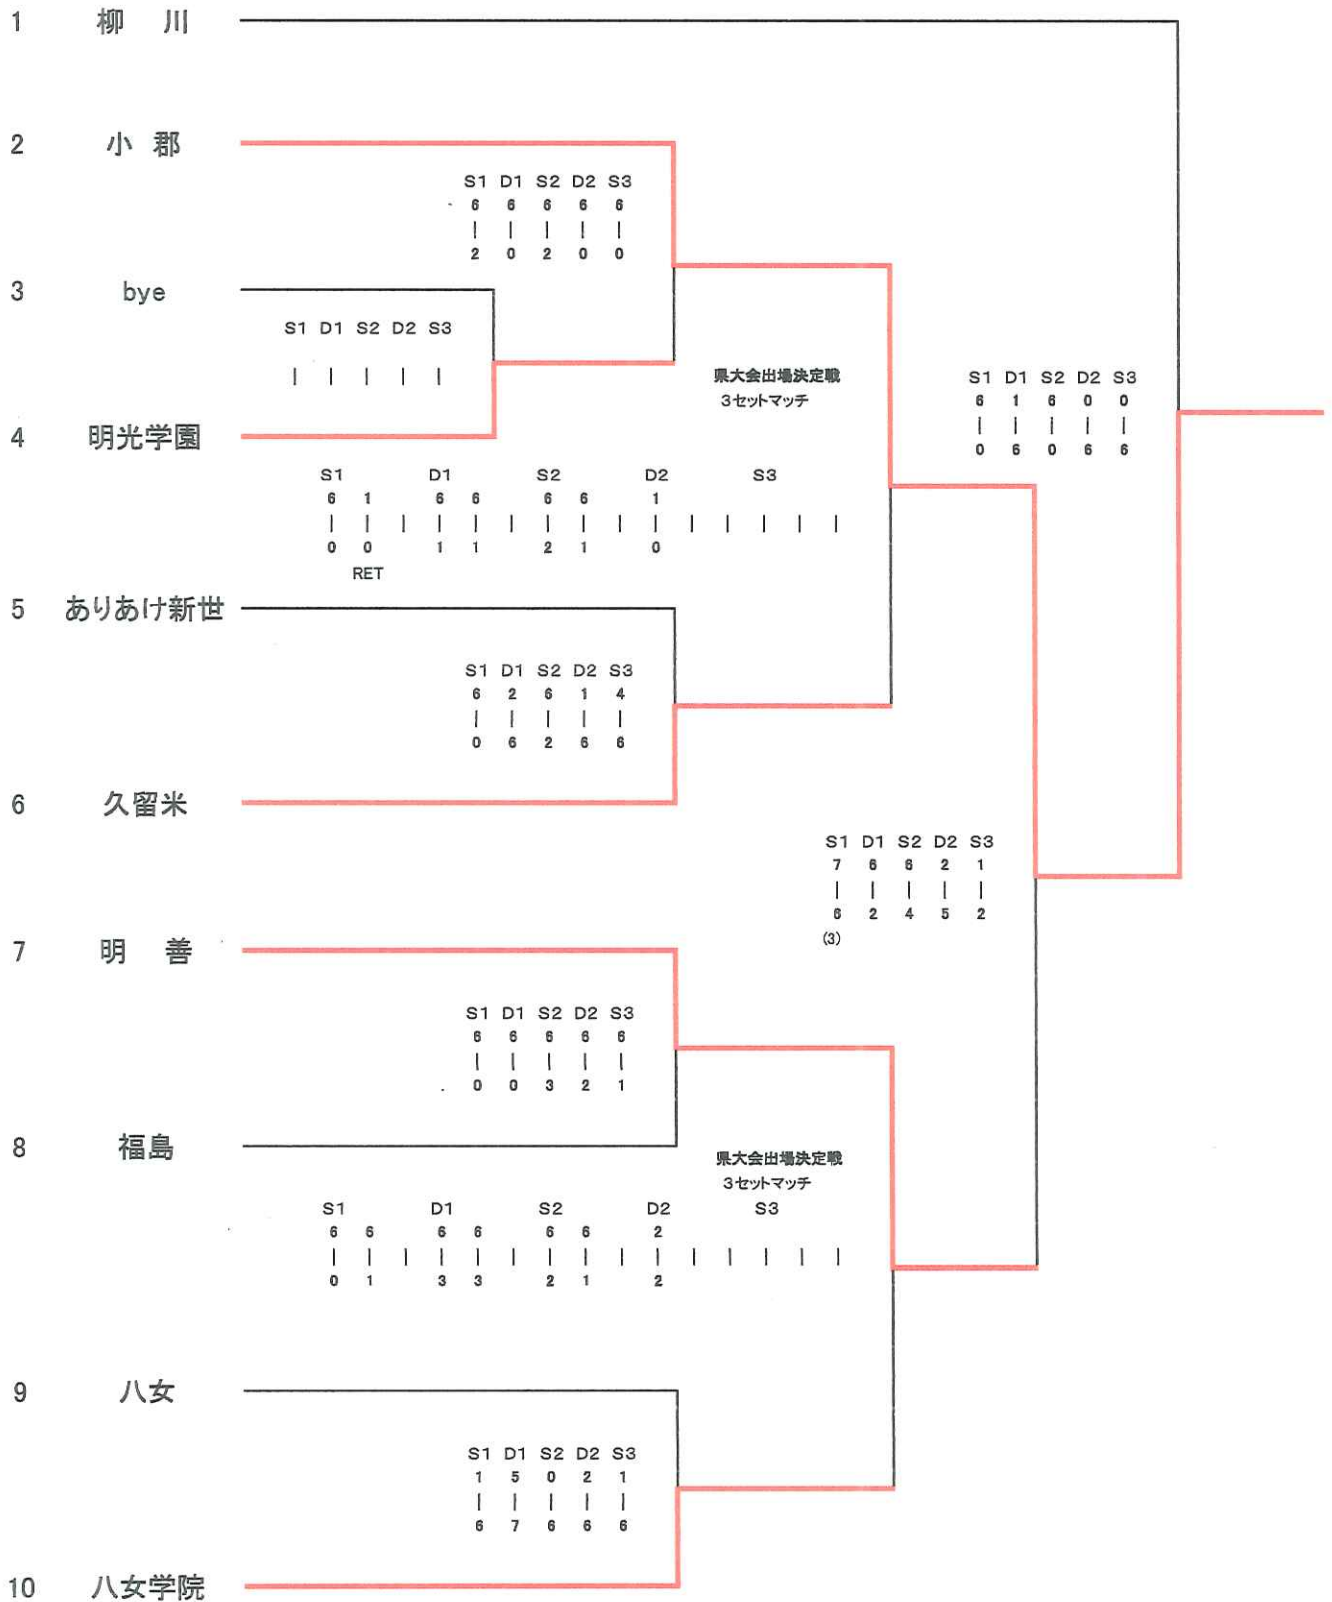 1 柳 川
2 小 郡
S1 D1 S2 D2 S3
6 6 6 6 6
| | | | |
2 0 2 0 0
3 bye
S1 D1 S2 D2 S3
| | | | |
県大会出場決定戦
3セットマッチ
S1 D1 S2 D2 S3
6 1 6 0 0
| | | | |
0 6 0 6 6
4 明光学園
S1 D1 S2 D2 S3
6 1 6 6 6 6 1
| | | | | | | | | | | | | | |
0 0 1 1 2 1 0
RET
5 ありあけ新世
S1 D1 S2 D2 S3
6 2 6 1 4
| | | | |
0 6 2 6 6
6 久留米
S1 D1 S2 D2 S3
7 6 6 2 1
| | | | |
6 2 4 5 2
(3)
7 明 善
S1 D1 S2 D2 S3
6 6 6 6 6
| | | | |
0 0 3 2 1
8 福島
県大会出場決定戦
3セットマッチ
S1 D1 S2 D2 S3
6 6 6 6 6 6 2
| | | | | | | | | | | | | | |
0 1 3 3 2 1 2
9 八女
S1 D1 S2 D2 S3
1 5 0 2 1
| | | | |
6 7 6 6 6
10 八女学院